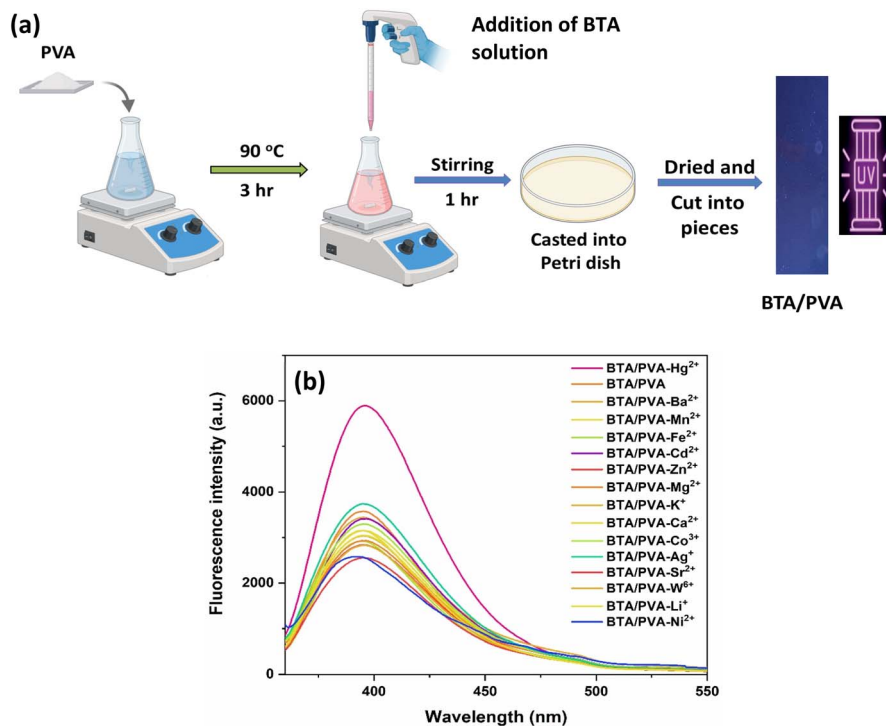 (a)
PVA
90 °C
3 hr
Addition of BTA
solution
Stirring
1 hr
Casted into
Petri dish
Dried and
Cut into
pieces
UV
BTA/PVA
(b)
Fluorescence intensity (a.u.)
6000
4000
2000
0
400
450
500
550
Wavelength (nm)
BTA/PVA-Hg²⁺
BTA/PVA
BTA/PVA-Ba²⁺
BTA/PVA-Mn²⁺
BTA/PVA-Fe²⁺
BTA/PVA-Cd²⁺
BTA/PVA-Zn²⁺
BTA/PVA-Mg²⁺
BTA/PVA-K⁺
BTA/PVA-Ca²⁺
BTA/PVA-Co³⁺
BTA/PVA-Ag⁺
BTA/PVA-Sr²⁺
BTA/PVA-W⁶⁺
BTA/PVA-Li⁺
BTA/PVA-Ni²⁺